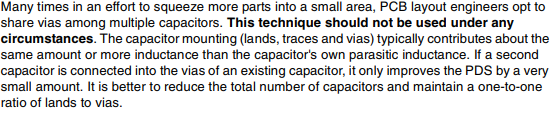 Many times in an effort to squeeze more parts into a small area, PCB layout engineers opt to
share vias among multiple capacitors. This technique should not be used under any
circumstances. The capacitor mounting (lands, traces and vias) typically contributes about the
same amount or more inductance than the capacitor's own parasitic inductance. If a second
capacitor is connected into the vias of an existing capacitor, it only improves the PDS by a very
small amount. It is better to reduce the total number of capacitors and maintain a one-to-one
ratio of lands to vias.